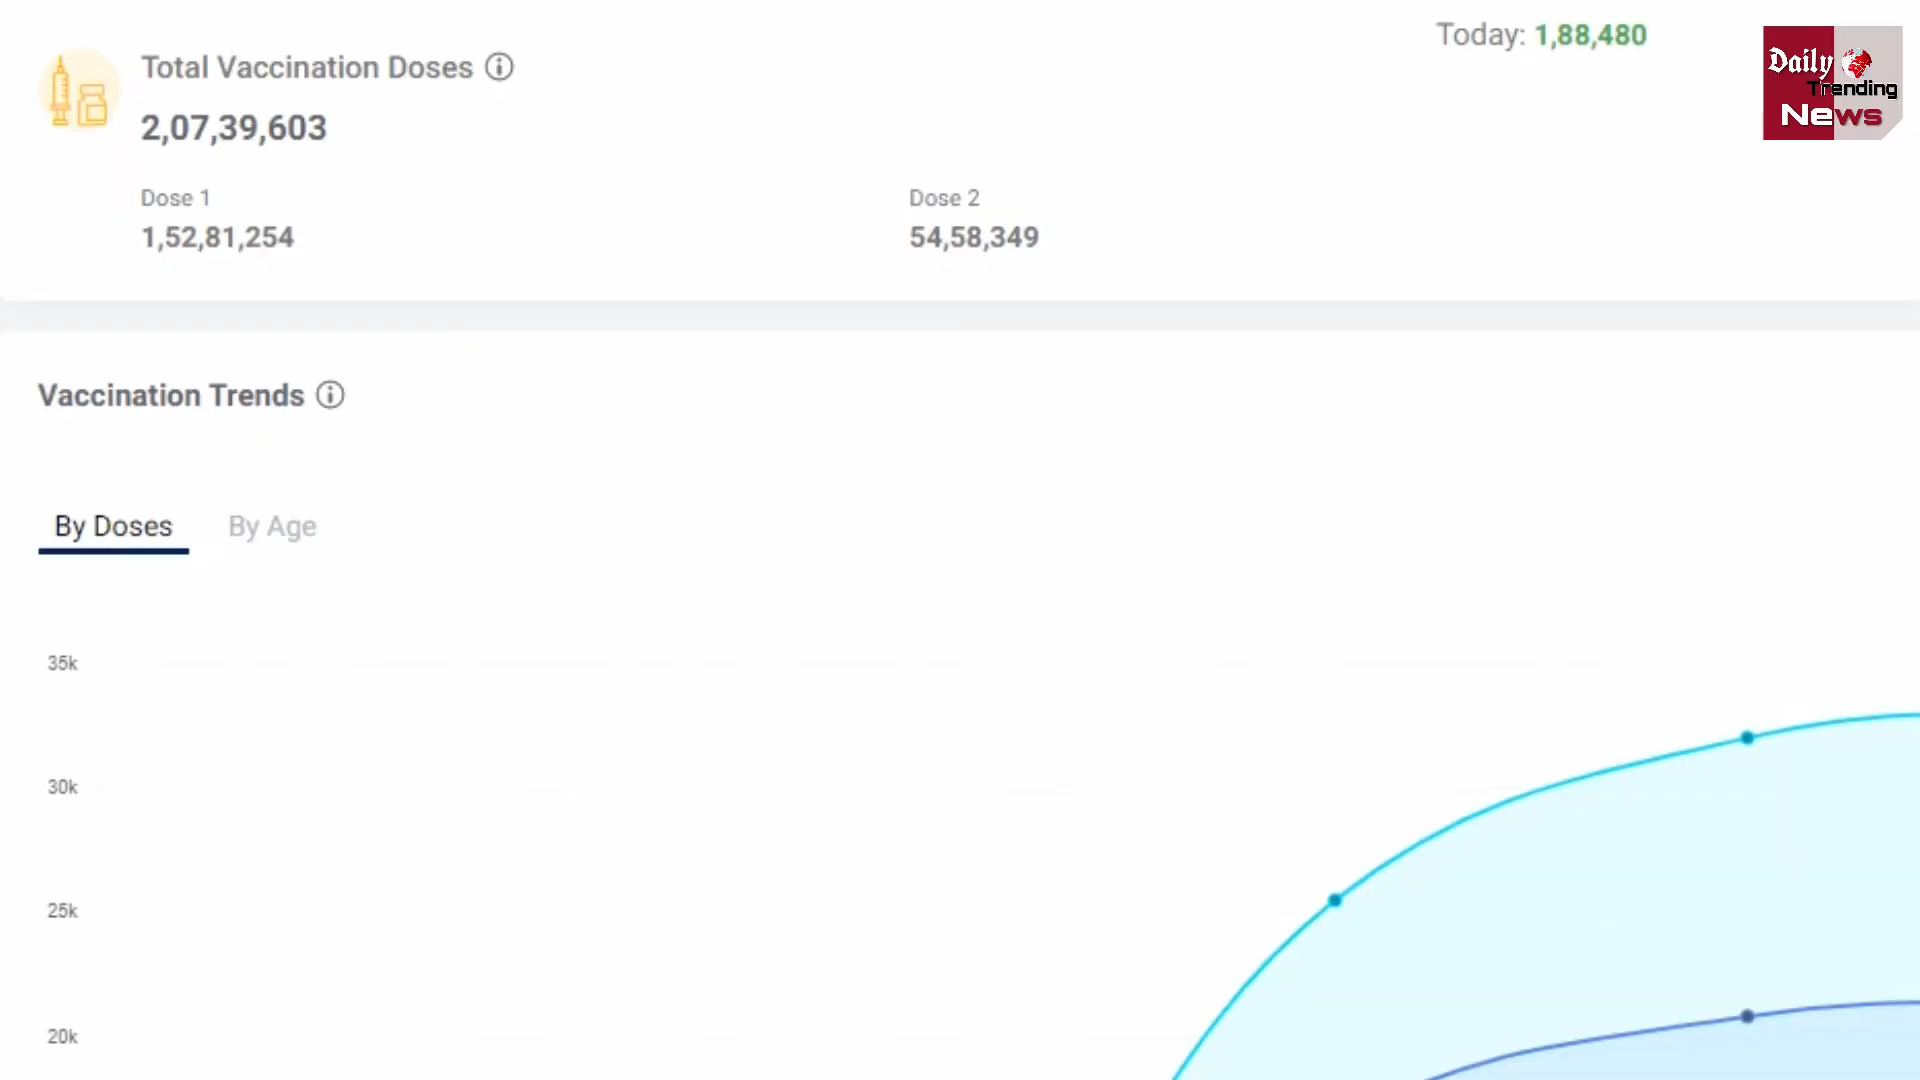 Today: 1,88,480
Daily
Trending
News
Total Vaccination Doses
2,07,39,603
Dose 1
Dose 2
1,52,81,254
54,58,349
Vaccination Trends
By Doses
By Age
35k
30k
25k
20k